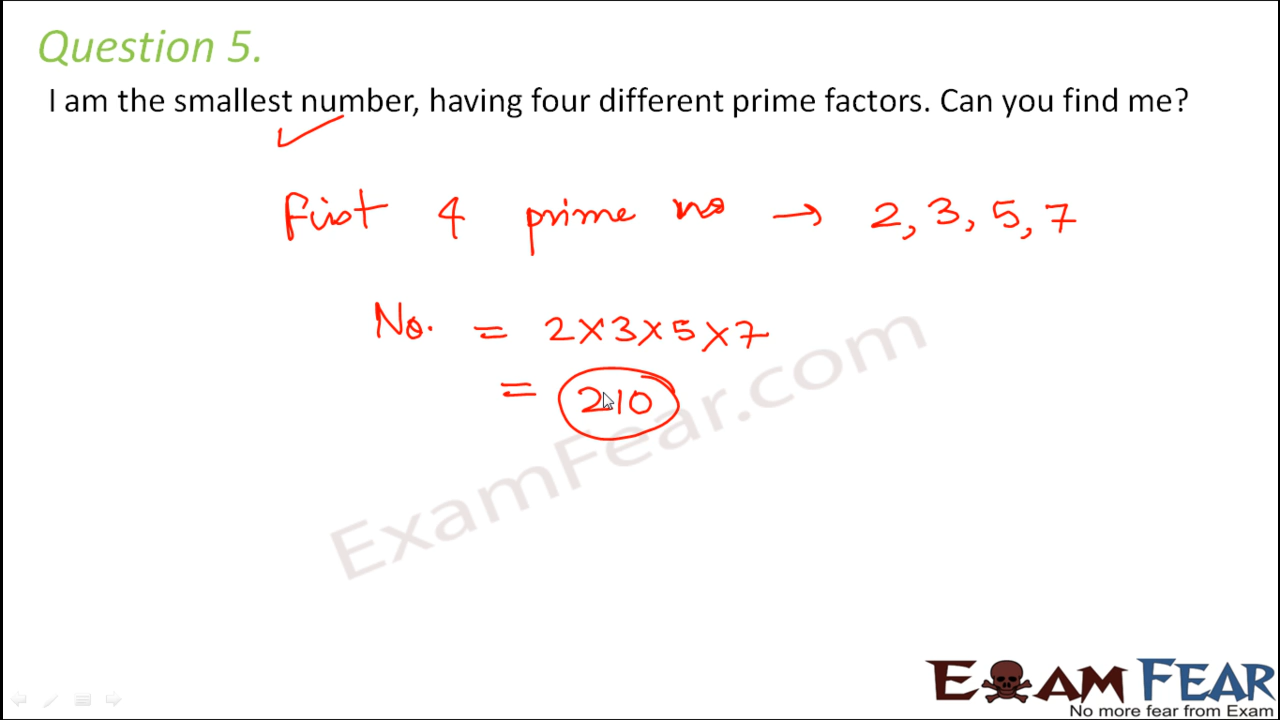 Question 5.
I am the smallest number, having four different prime factors. Can you find me?
First 4 prime no → 2, 3, 5, 7
No. = 2×3×5×7
= 210
ExamFear.com
EXAM FEAR
No more fear from Exam